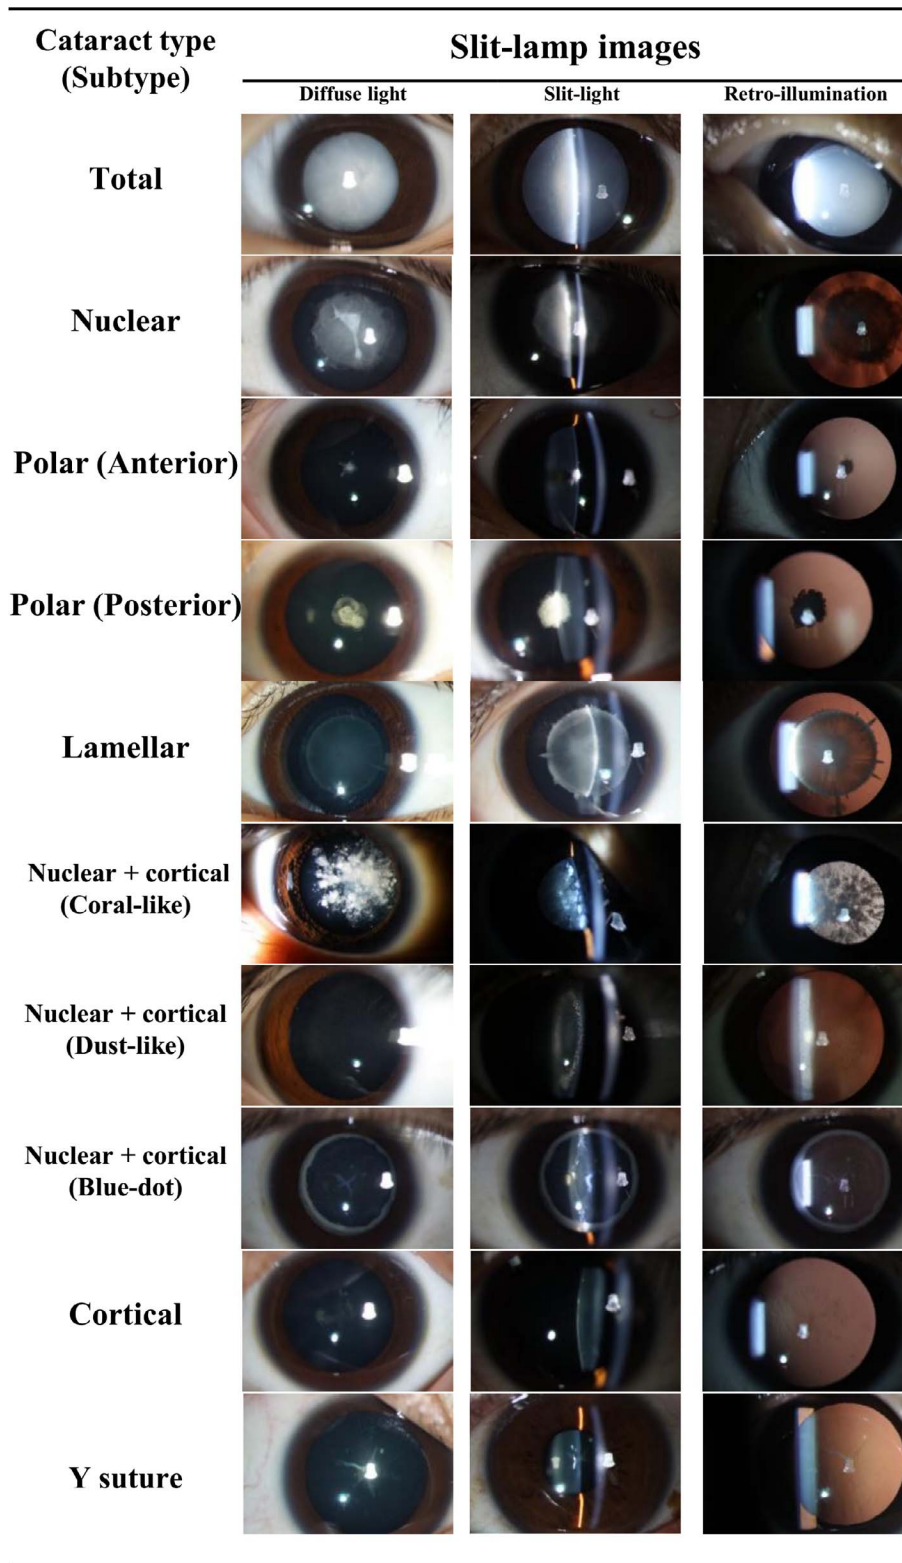 Cataract type
(Subtype)
Slit-lamp images
Diffuse light
Slit-light
Retro-illumination
Total
Nuclear
Polar (Anterior)
Polar (Posterior)
Lamellar
Nuclear + cortical
(Coral-like)
Nuclear + cortical
(Dust-like)
Nuclear + cortical
(Blue-dot)
Cortical
Y suture